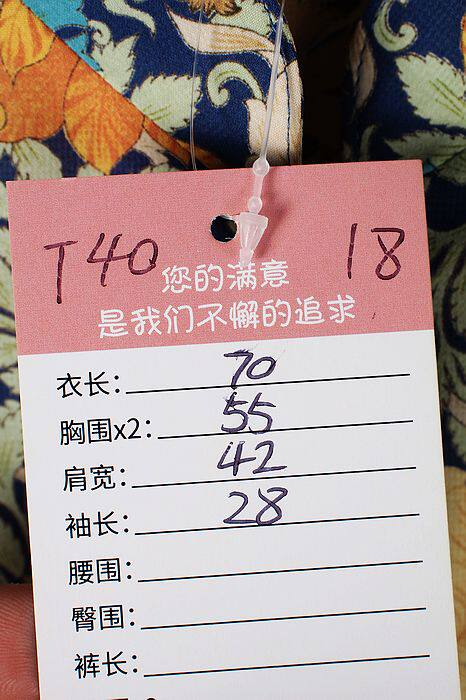 T40 18
您的满意
是我们不懈的追求
衣长: 70
胸围x2: 55
肩宽: 42
袖长: 28
腰围:
臀围:
裤长: